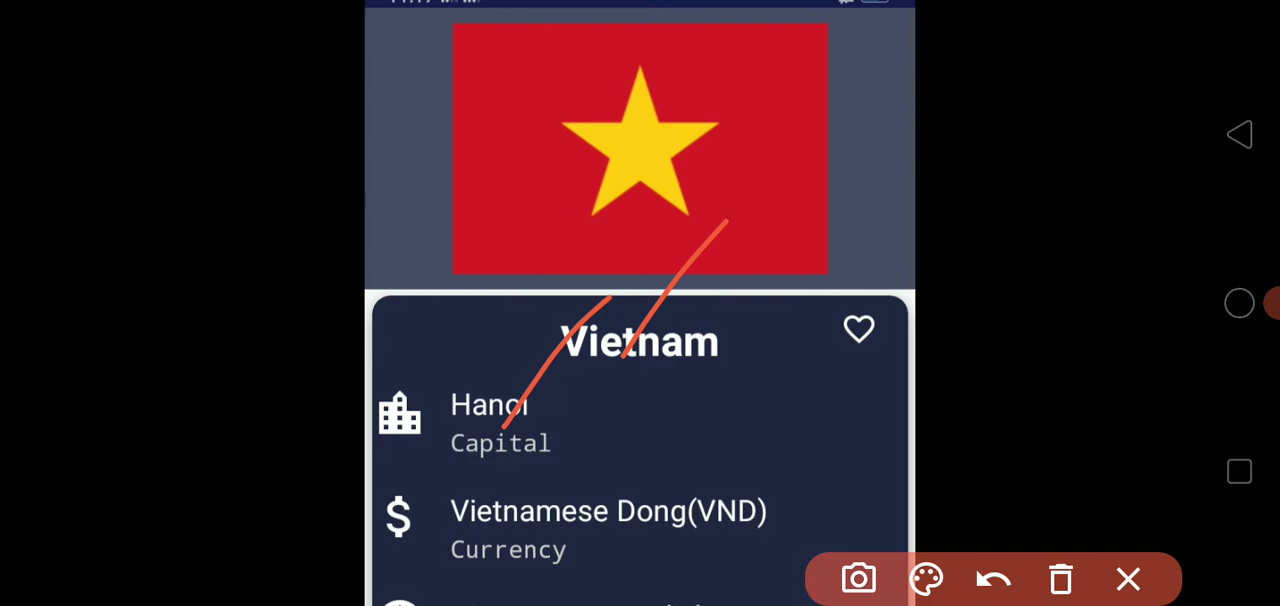 Vietnam
Hanoi
Capital
Vietnamese Dong(VND)
Currency